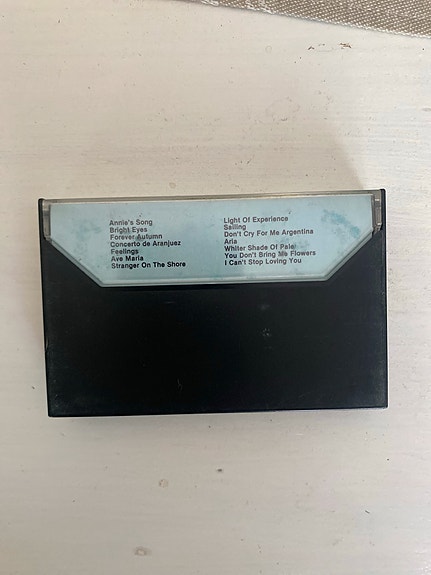 Annie's Song
Bright Eyes
Forever Autumn
Concerto de Aranjuez
Feelings
Ave Maria
Stranger On The Shore
Light Of Experience
Sailing
Don't Cry For Me Argentina
Aria
Whiter Shade Of Pale
You Don't Bring Me Flowers
I Can't Stop Loving You